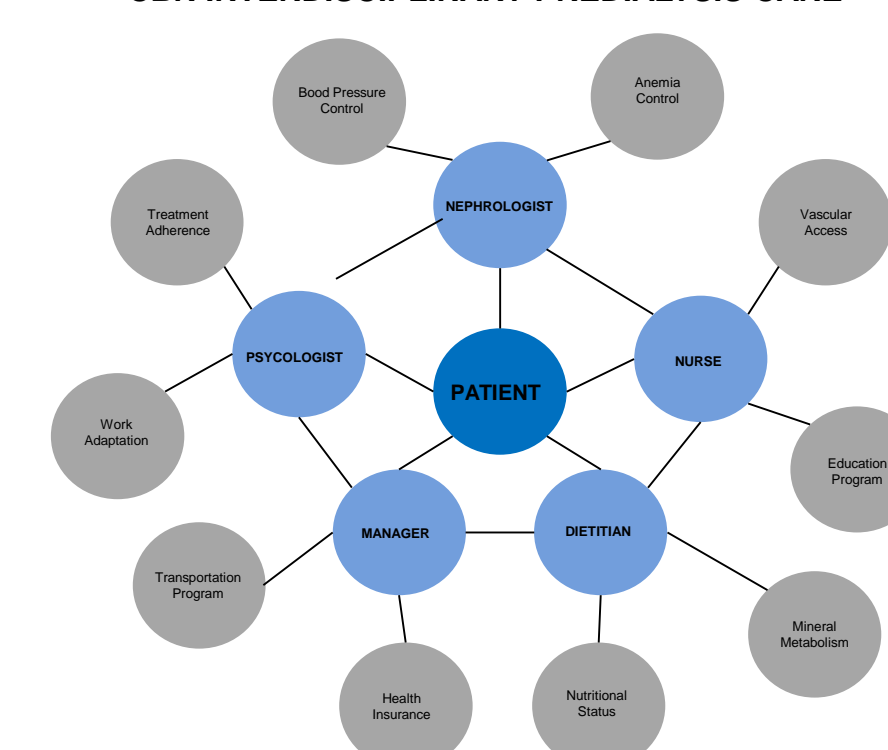 Bood Pressure
Control
Anemia
Control
NEPHROLOGIST
Treatment
Adherence
Vascular
Access
PSYCOLOGIST
NURSE
PATIENT
Work
Adaptation
Education
Program
MANAGER
DIETITIAN
Transportation
Program
Mineral
Metabolism
Health
Insurance
Nutritional
Status